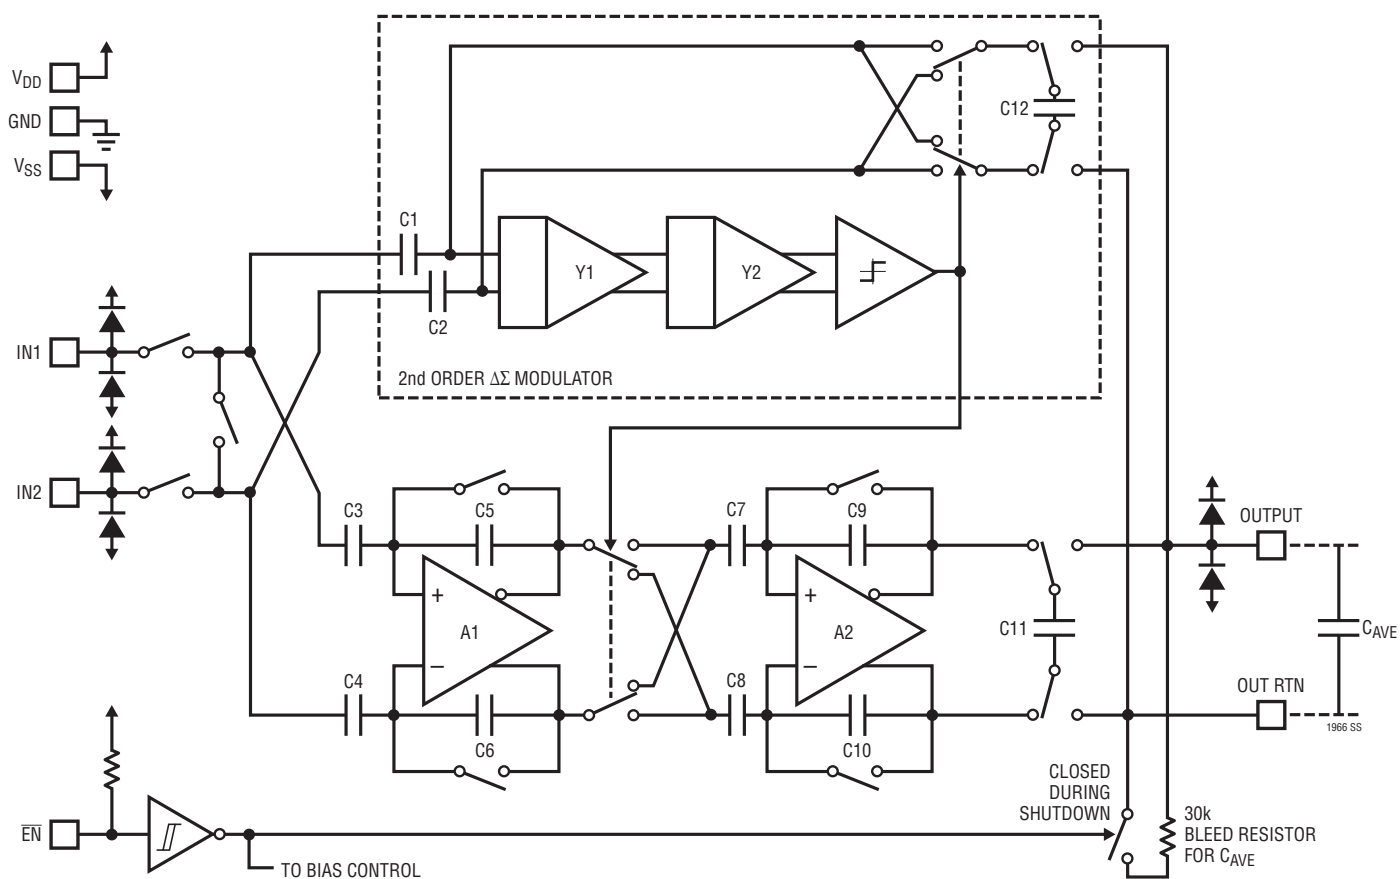 VDD
GND
VSS
C12
C1
Y1
Y2
C2
IN1
2nd ORDER ΔΣ MODULATOR
IN2
C3
C5
C7
C9
OUTPUT
+
A1
–
+
A2
–
C11
CAVE
C4
C8
OUT RTN
C6
C10
1966 SS
CLOSED
DURING
SHUTDOWN
30k
BLEED RESISTOR
FOR CAVE
E̅N̅
TO BIAS CONTROL